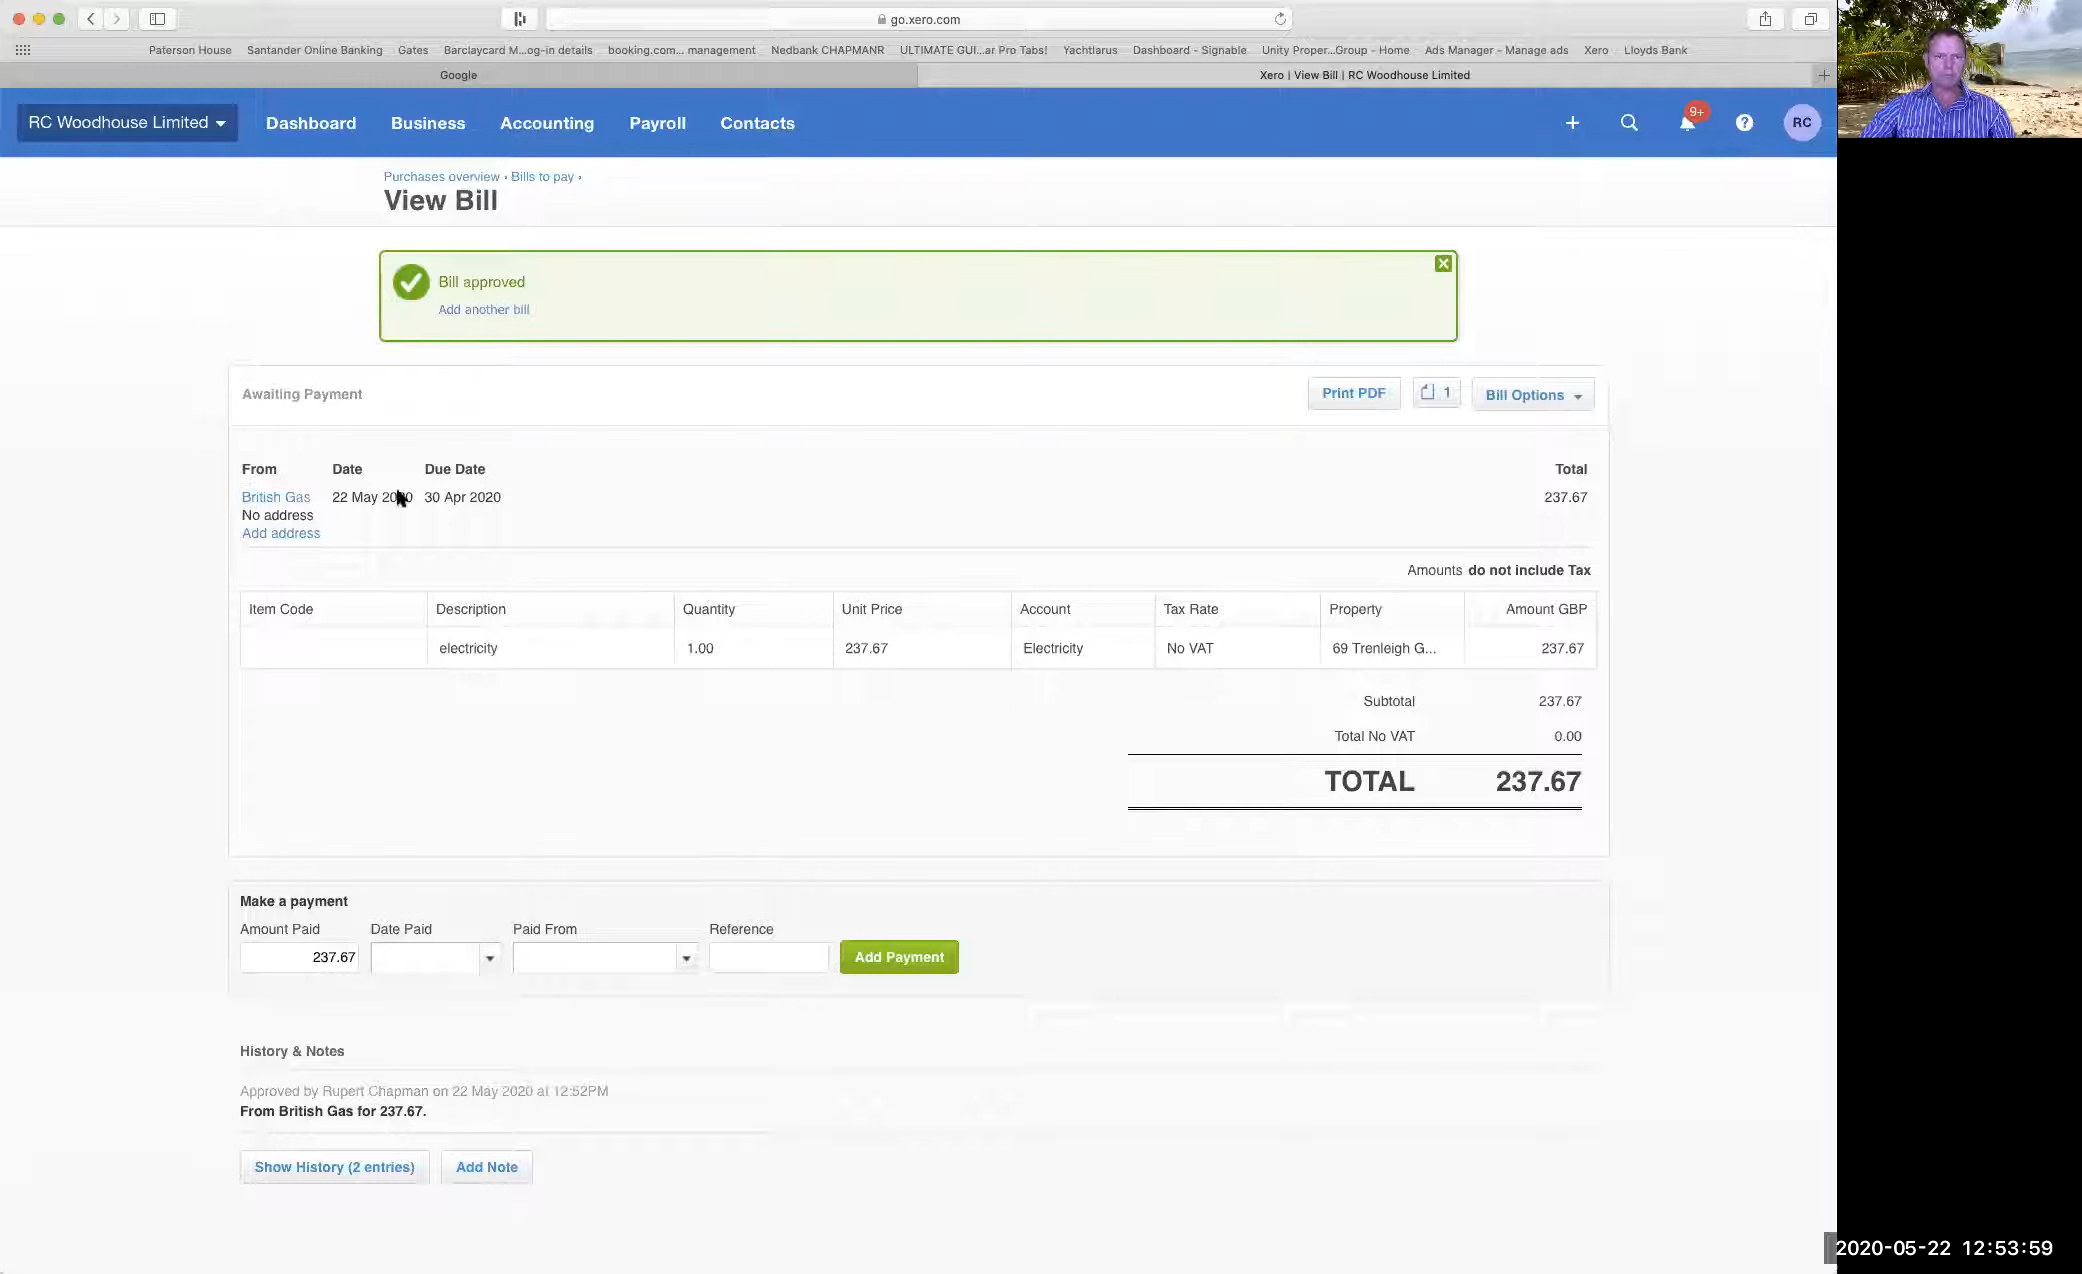 go.xero.com
Paterson House Santander Online Banking Gates Barclaycard M...og-in details booking.com... management Nedbank CHAPMANR ULTIMATE GUI...ar Pro Tabs! Yachtlarus Dashboard - Signable Unity Proper...Group - Home Ads Manager - Manage ads Xero Lloyds Bank
Google Xero | View Bill | RC Woodhouse Limited
RC Woodhouse Limited Dashboard Business Accounting Payroll Contacts 9+ RC
Purchases overview › Bills to pay ›
View Bill
Bill approved
Add another bill
Awaiting Payment Print PDF 1 Bill Options
From Date Due Date Total
British Gas 22 May 2020 30 Apr 2020 237.67
No address
Add address
Amounts do not include Tax
Item Code Description Quantity Unit Price Account Tax Rate Property Amount GBP
electricity 1.00 237.67 Electricity No VAT 69 Trenleigh G... 237.67
Subtotal 237.67
Total No VAT 0.00
TOTAL 237.67
Make a payment
Amount Paid Date Paid Paid From Reference
237.67 Add Payment
History & Notes
Approved by Rupert Chapman on 22 May 2020 at 12:52PM
From British Gas for 237.67.
Show History (2 entries) Add Note
2020-05-22 12:53:59